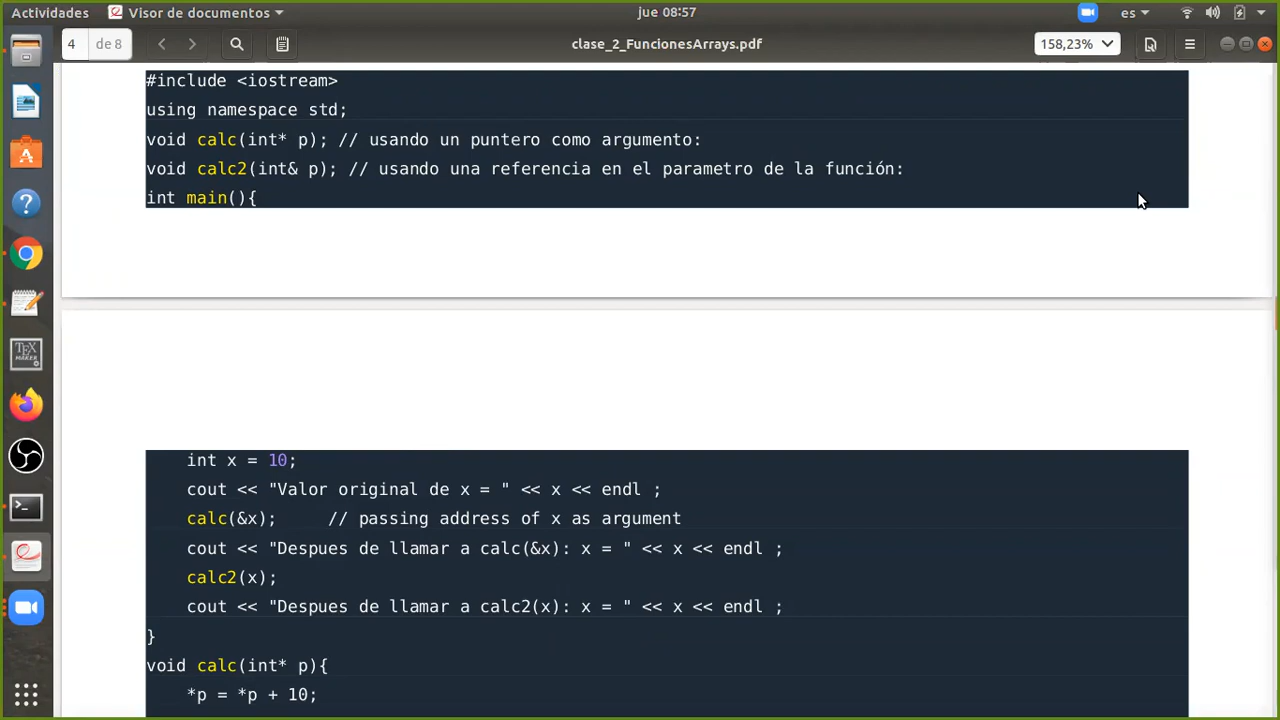 Actividades
Visor de documentos
jue 08:57
es
4
de 8
clase_2_FuncionesArrays.pdf
158,23%
#include <iostream>
using namespace std;
void calc(int* p); // usando un puntero como argumento:
void calc2(int& p); // usando una referencia en el parametro de la función:
int main(){
int x = 10;
cout << "Valor original de x = " << x << endl ;
calc(&x);     // passing address of x as argument
cout << "Despues de llamar a calc(&x): x = " << x << endl ;
calc2(x);
cout << "Despues de llamar a calc2(x): x = " << x << endl ;
}
void calc(int* p){
*p = *p + 10;
TEX
MAKER